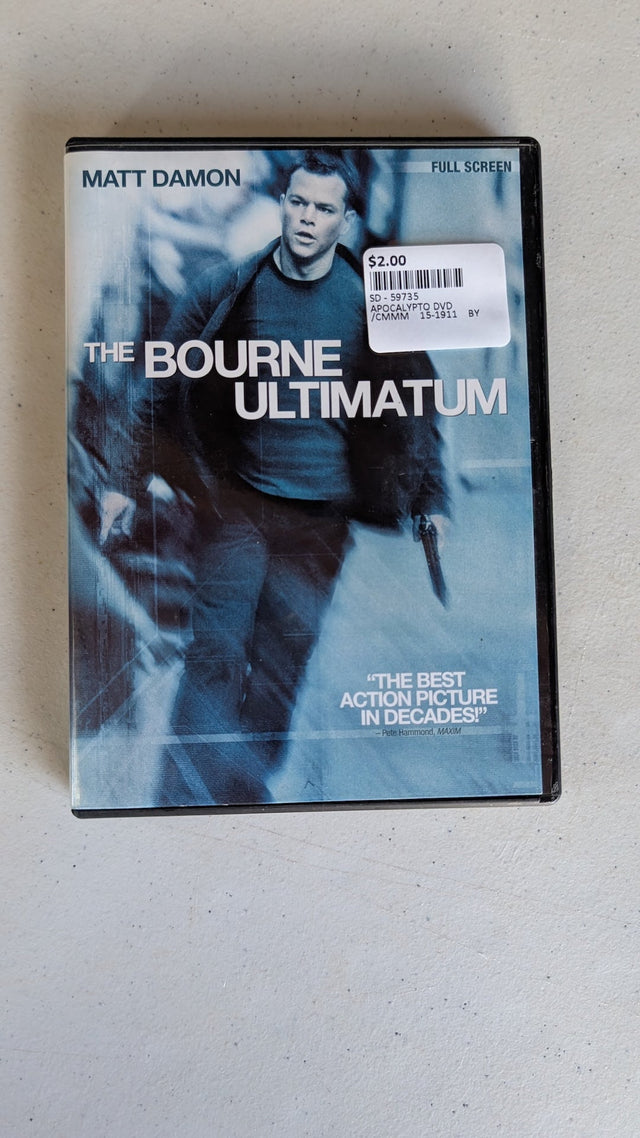 MATT DAMON
FULL SCREEN
$2.00
SD - 59735
APOCALYPTO DVD
/CMMM 15-1911 BY
THE BOURNE
ULTIMATUM
“THE BEST
ACTION PICTURE
IN DECADES!”
– Pete Hammond, MAXIM